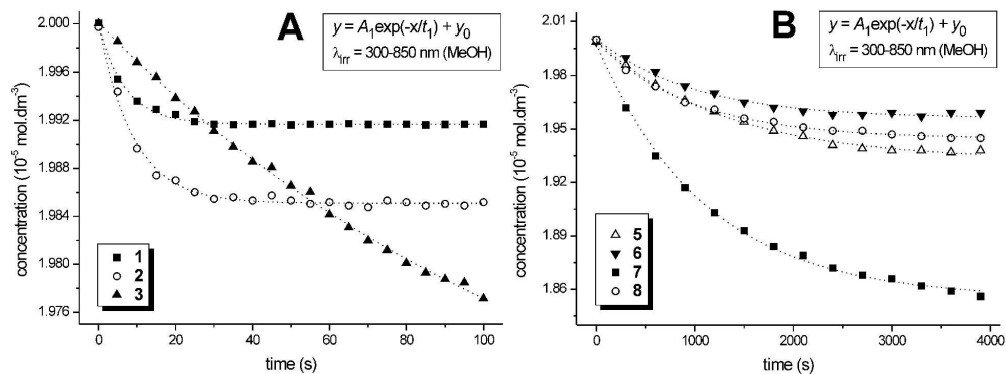 A
y = A₁exp(-x/t₁) + y₀
λirr = 300-850 nm (MeOH)
2.000
1.996
1.992
1.988
1.984
1.980
1.976
concentration (10⁻⁵ mol.dm⁻³)
1
2
3
0 20 40 60 80 100
time (s)
B
y = A₁exp(-x/t₁) + y₀
λirr = 300-850 nm (MeOH)
2.01
1.98
1.95
1.92
1.89
1.86
concentration (10⁻⁵ mol.dm⁻³)
5
6
7
8
0 1000 2000 3000 4000
time (s)